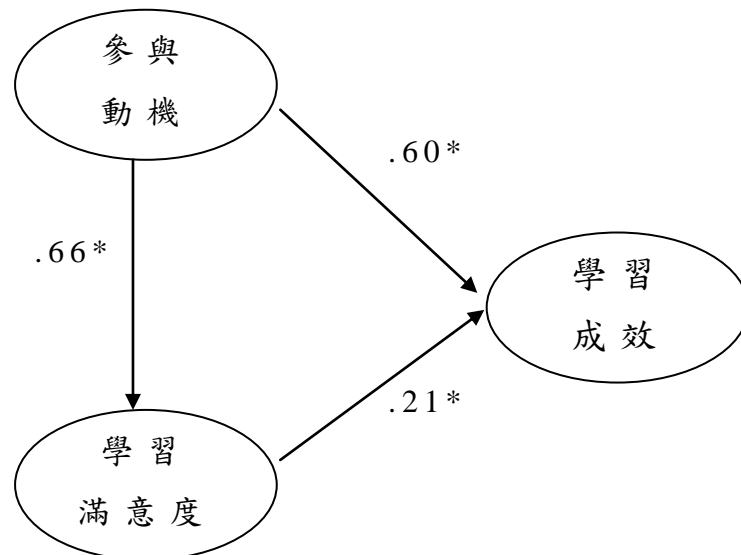 參與
動機
.60*
.66*
學習
成效
.21*
學習
滿意度